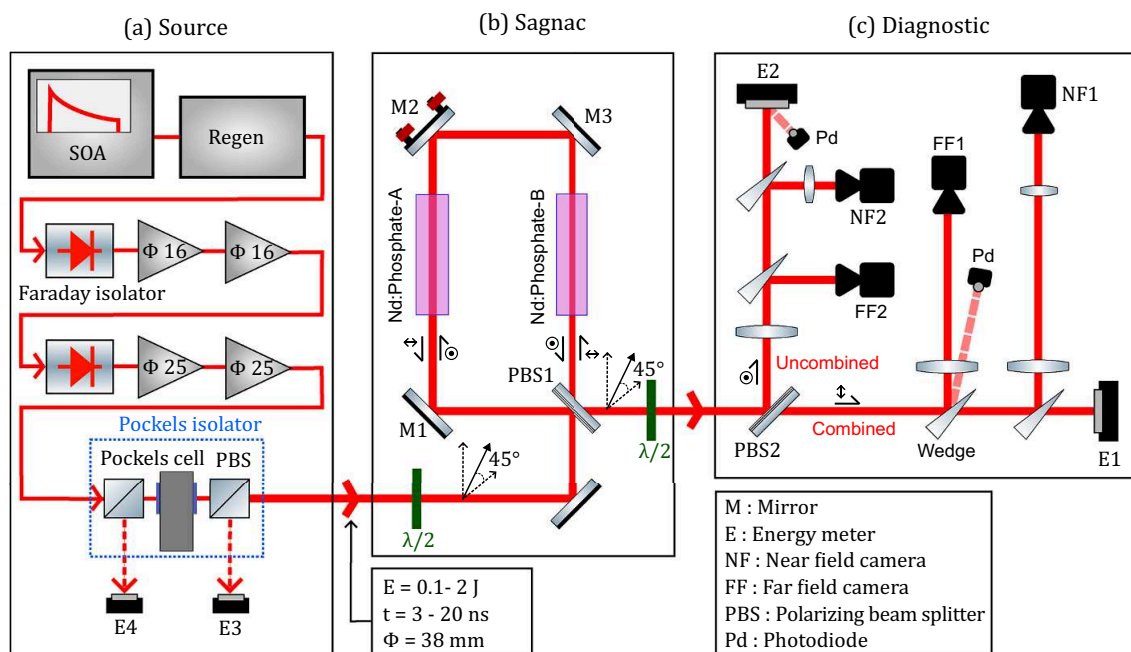 (a) Source
SOA
Regen
Φ 16
Φ 16
Faraday isolator
Φ 25
Φ 25
Pockels isolator
Pockels cell
PBS
E4
E3
(b) Sagnac
M2
M3
Nd:Phosphate-A
Nd:Phosphate-B
PBS1
45°
M1
λ/2
45°
λ/2
E = 0.1- 2 J
t = 3 - 20 ns
Φ = 38 mm
(c) Diagnostic
E2
Pd
NF1
FF1
NF2
Pd
FF2
Uncombined
Combined
PBS2
Wedge
E1
M : Mirror
E : Energy meter
NF : Near field camera
FF : Far field camera
PBS : Polarizing beam splitter
Pd : Photodiode